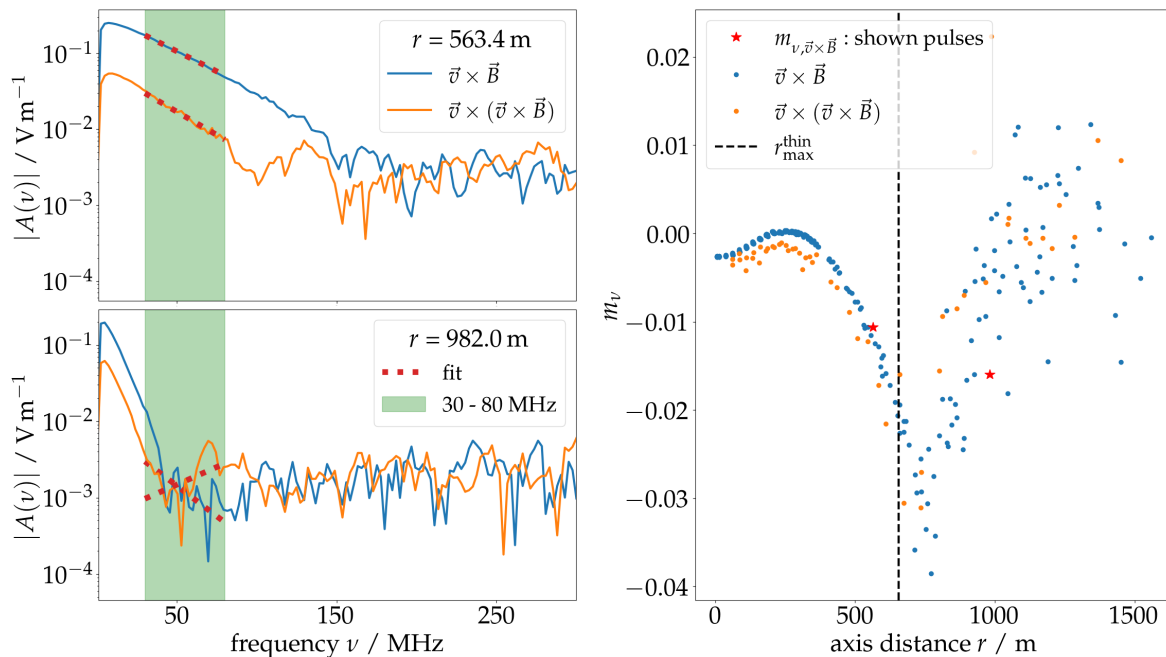 r = 563.4 m
v⃗ × B⃗
v⃗ × (v⃗ × B⃗)
|A(ν)| / V m⁻¹
10⁻¹
10⁻²
10⁻³
10⁻⁴
r = 982.0 m
fit
30 - 80 MHz
|A(ν)| / V m⁻¹
10⁻¹
10⁻²
10⁻³
10⁻⁴
50
150
250
frequency ν / MHz
m_{ν,v⃗×B⃗} : shown pulses
v⃗ × B⃗
v⃗ × (v⃗ × B⃗)
r_max^thin
m_ν
0.02
0.01
0.00
−0.01
−0.02
−0.03
−0.04
0
500
1000
1500
axis distance r / m